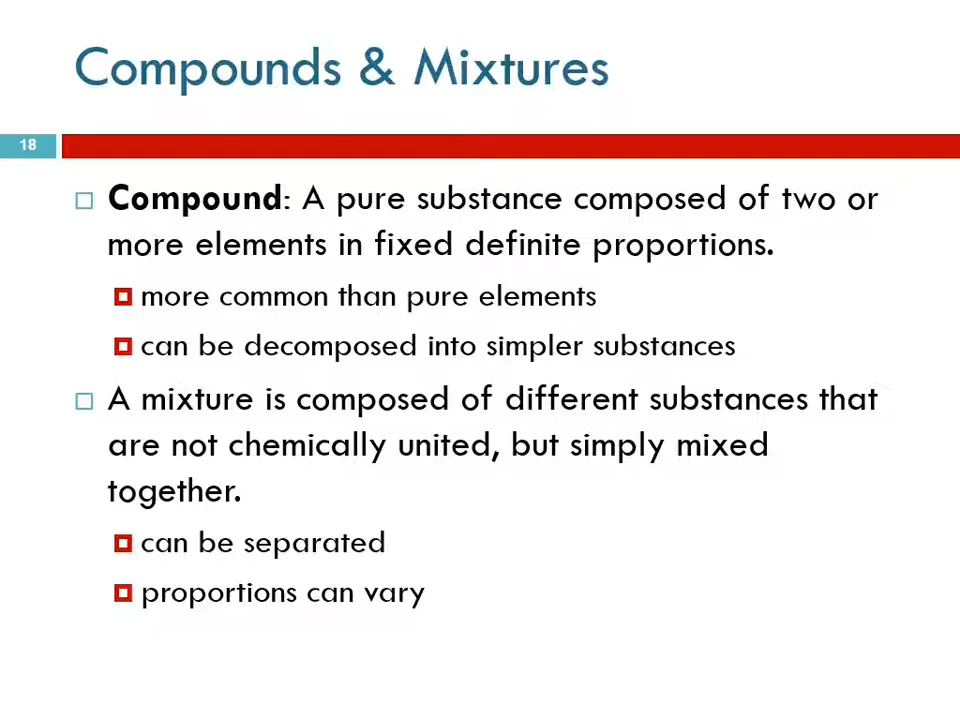 Compounds & Mixtures
18
Compound: A pure substance composed of two or
more elements in fixed definite proportions.
more common than pure elements
can be decomposed into simpler substances
A mixture is composed of different substances that
are not chemically united, but simply mixed
together.
can be separated
proportions can vary